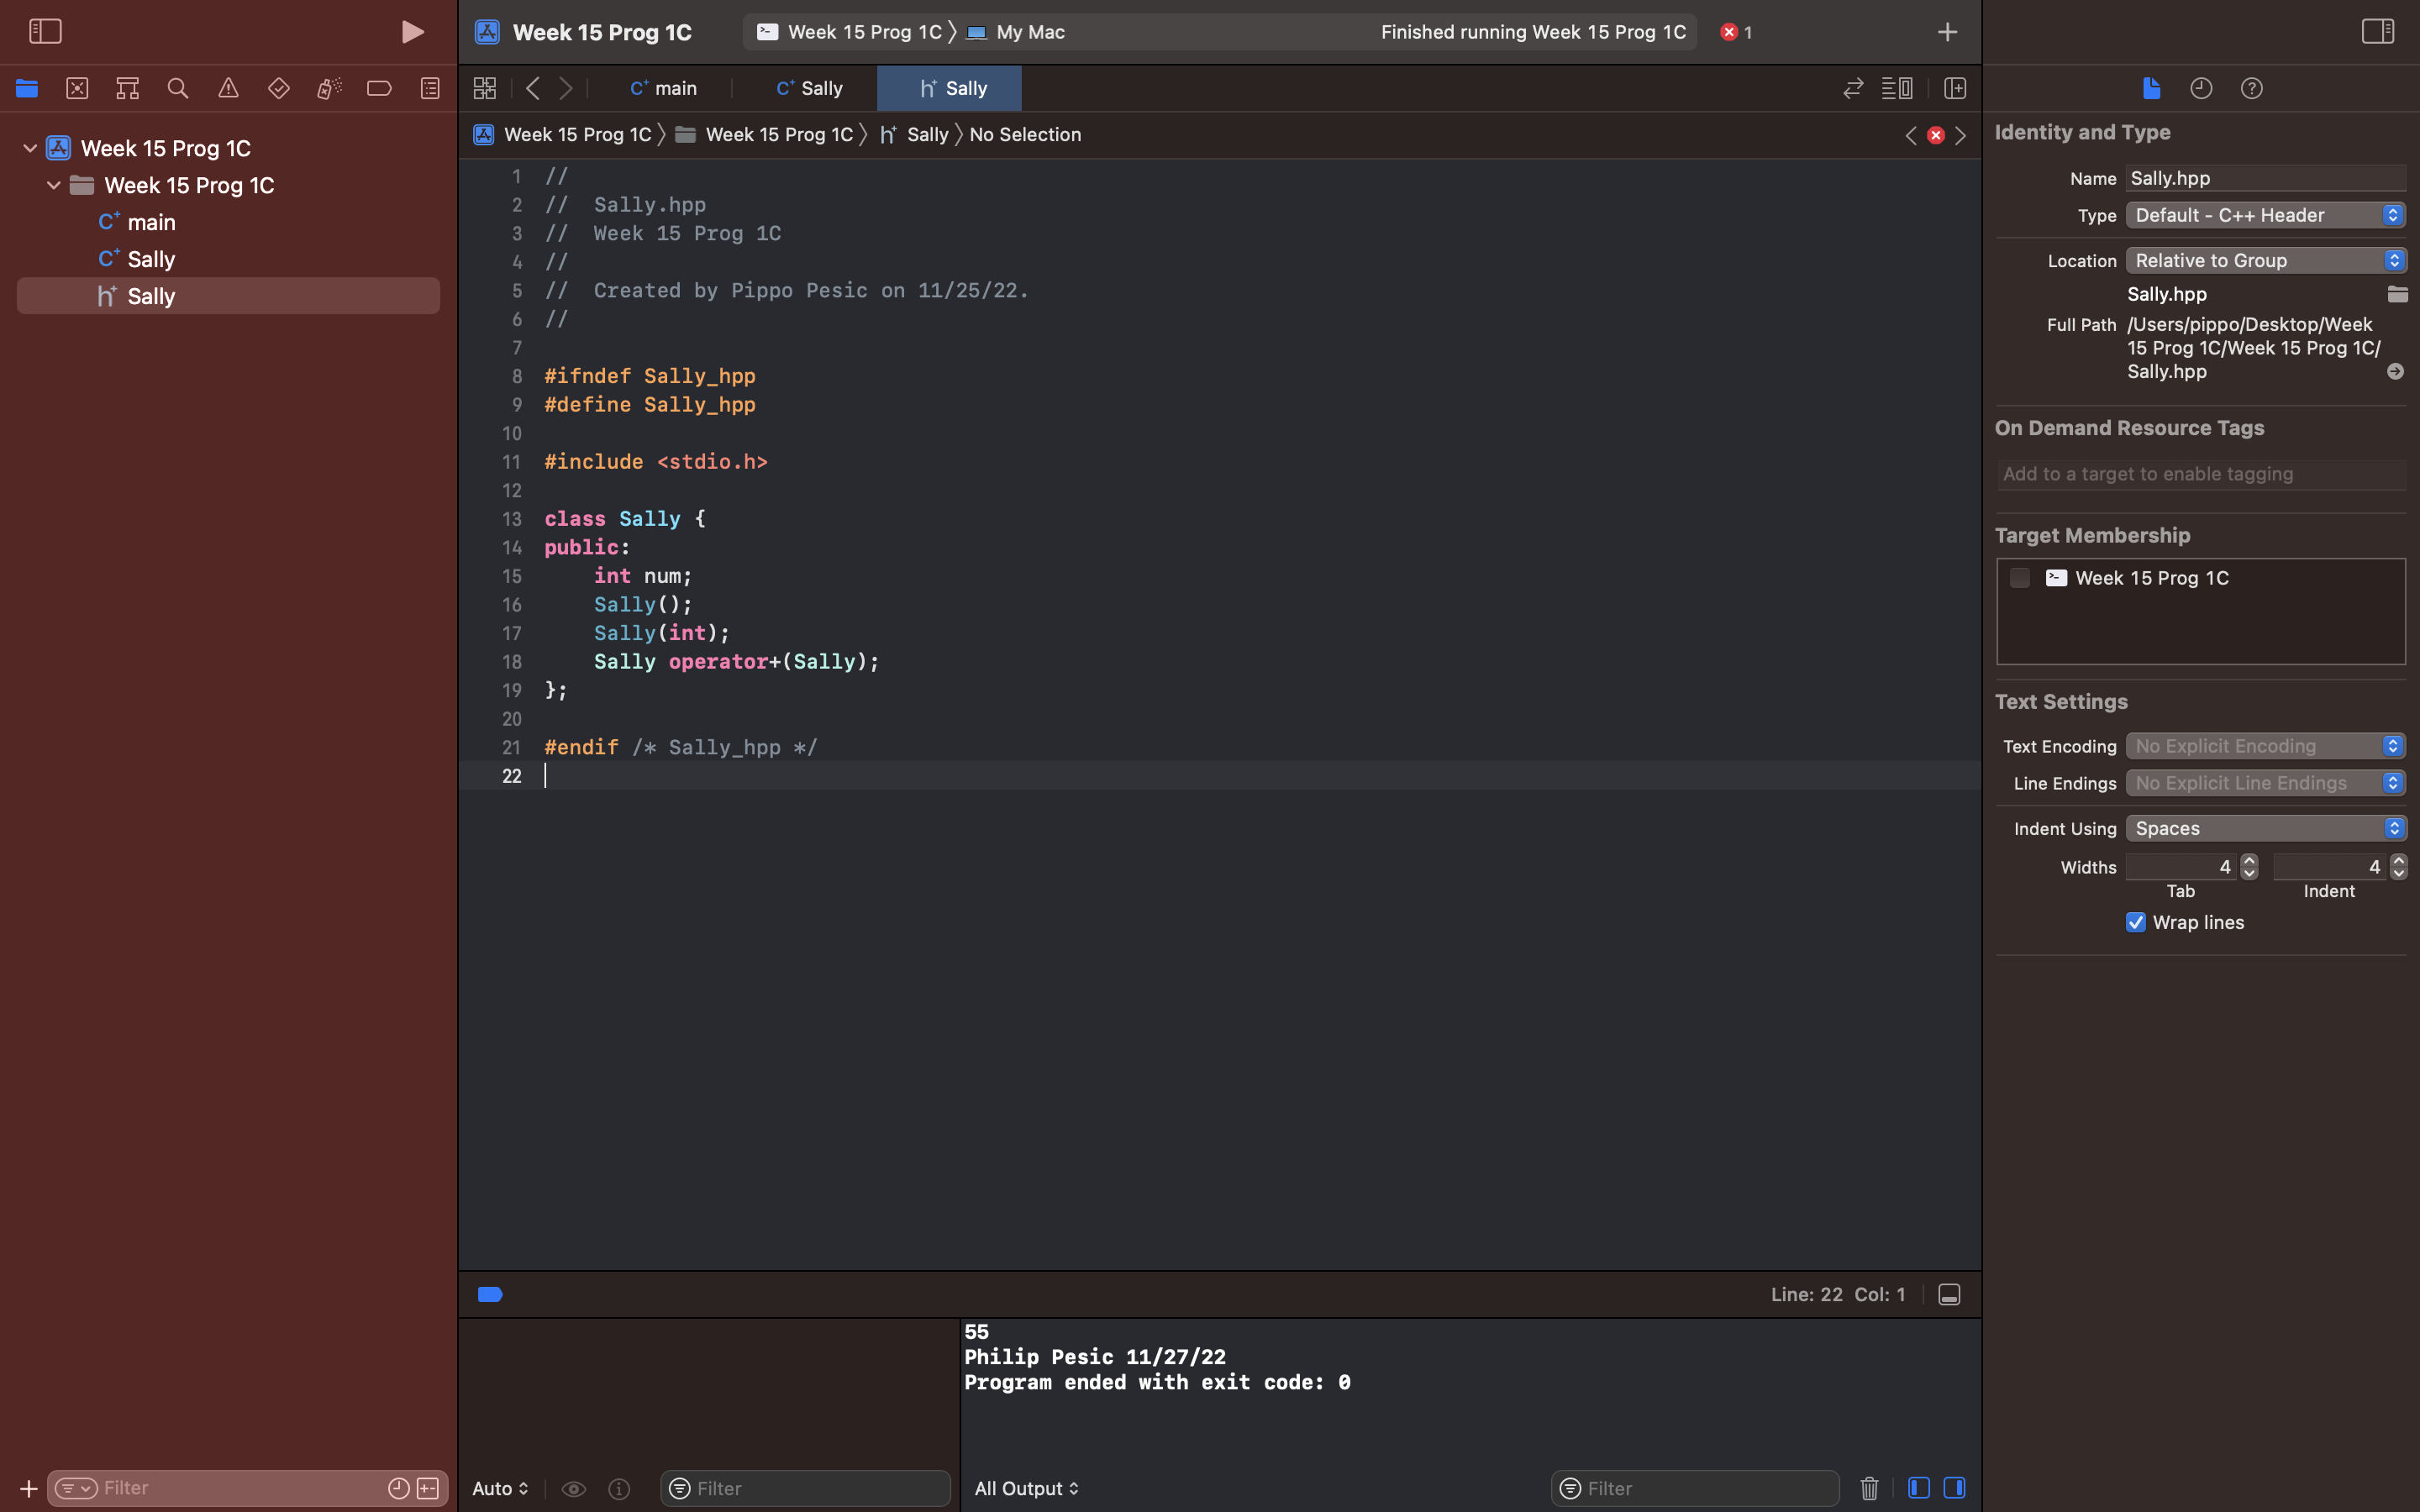 Week 15 Prog 1C
Week 15 Prog 1C
My Mac
Finished running Week 15 Prog 1C
1
main
Sally
Sally
Week 15 Prog 1C
Week 15 Prog 1C
Sally
No Selection
Week 15 Prog 1C
Week 15 Prog 1C
main
Sally
Sally
1 //
2 //  Sally.hpp
3 //  Week 15 Prog 1C
4 //
5 //  Created by Pippo Pesic on 11/25/22.
6 //
7
8 #ifndef Sally_hpp
9 #define Sally_hpp
10
11 #include <stdio.h>
12
13 class Sally {
14 public:
15     int num;
16     Sally();
17     Sally(int);
18     Sally operator+(Sally);
19 };
20
21 #endif /* Sally_hpp */
22
Line: 22 Col: 1
55
Philip Pesic 11/27/22
Program ended with exit code: 0
Filter
Auto
Filter
All Output
Filter
Identity and Type
Name Sally.hpp
Type Default - C++ Header
Location Relative to Group
Sally.hpp
Full Path /Users/pippo/Desktop/Week
15 Prog 1C/Week 15 Prog 1C/
Sally.hpp
On Demand Resource Tags
Add to a target to enable tagging
Target Membership
Week 15 Prog 1C
Text Settings
Text Encoding No Explicit Encoding
Line Endings No Explicit Line Endings
Indent Using Spaces
Widths 4 4
Tab Indent
Wrap lines